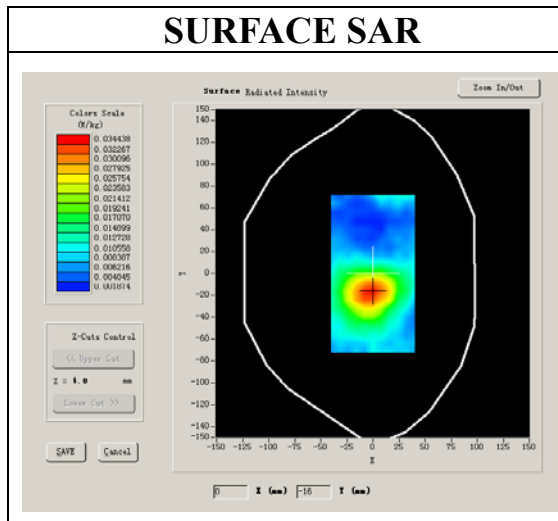 SURFACE SAR
Surface Radiated Intensity
Zoom In/Out
Colors Scale
(W/kg)
0.034438
0.032267
0.030096
0.027925
0.025754
0.023583
0.021412
0.019241
0.017070
0.014899
0.012728
0.010558
0.008387
0.006216
0.004045
0.001874
150
140
120
100
80
60
40
20
0
-20
-40
-60
-80
-100
-120
-140
-150
Y
-150 -125 -100 -75 -50 -25 0 25 50 75 100 125 150
X
Z-Cuts Control
<< Upper Cut
Z = 4.0 mm
Lower Cut >>
SAVE Cancel
0 X (mm) -16 Y (mm)